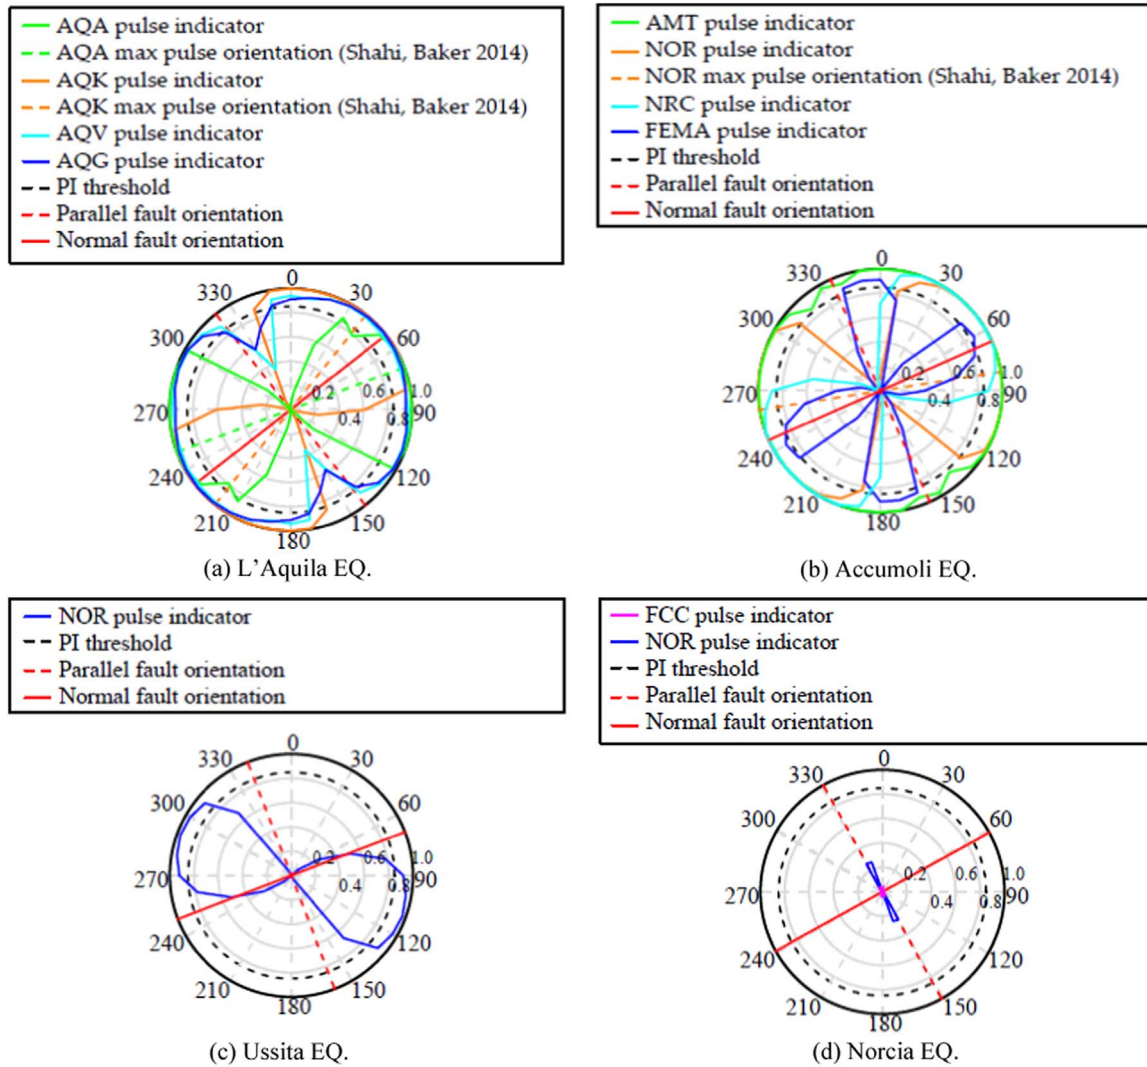 AQA pulse indicator
AQA max pulse orientation (Shahi, Baker 2014)
AQK pulse indicator
AQK max pulse orientation (Shahi, Baker 2014)
AQV pulse indicator
AQG pulse indicator
PI threshold
Parallel fault orientation
Normal fault orientation
0
330 30
300 60
0.2 0.6 1.0
270 0.4 0.8 90
240 120
210 150
180
(a) L’Aquila EQ.
AMT pulse indicator
NOR pulse indicator
NOR max pulse orientation (Shahi, Baker 2014)
NRC pulse indicator
FEMA pulse indicator
PI threshold
Parallel fault orientation
Normal fault orientation
0
330 30
300 60
0.2 0.6 1.0
270 0.4 0.8 90
240 120
210 150
180
(b) Accumoli EQ.
NOR pulse indicator
PI threshold
Parallel fault orientation
Normal fault orientation
0
330 30
300 60
0.2 0.6 1.0
270 0.4 0.8 90
240 120
210 150
180
(c) Ussita EQ.
FCC pulse indicator
NOR pulse indicator
PI threshold
Parallel fault orientation
Normal fault orientation
0
330 30
300 60
0.2 0.6 1.0
270 0.4 0.8 90
240 120
210 150
180
(d) Norcia EQ.